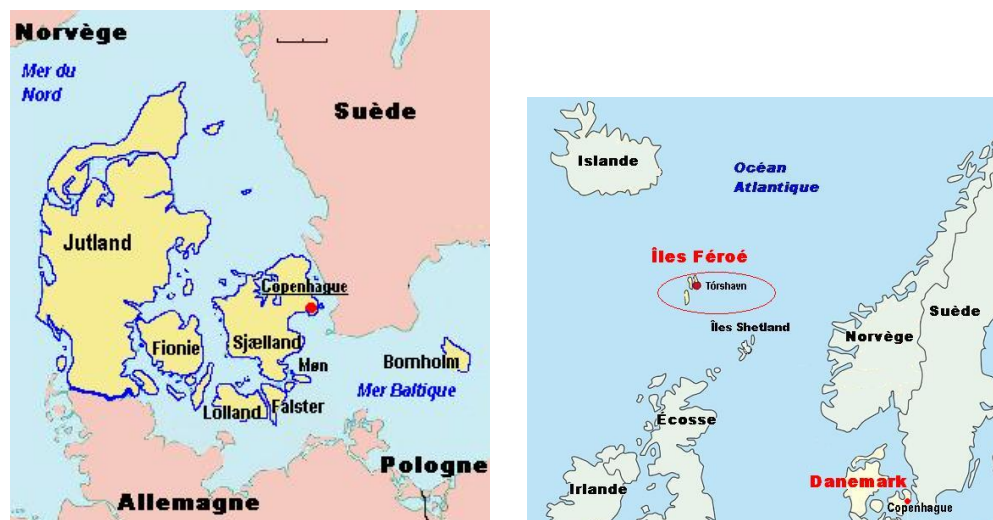 Norvège
Mer du
Nord
Suède
Jutland
Copenhague
Fionie
Sjælland
Møn
Bornholm
Mer Baltique
Lolland
Falster
Pologne
Allemagne
Islande
Océan
Atlantique
Îles Féroé
Tórshavn
Îles Shetland
Suède
Norvège
Écosse
Irlande
Danemark
Copenhague